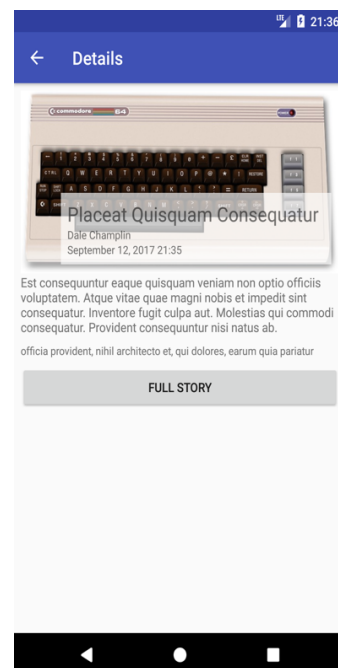 LTE 21:36
Details
commodore 64
POWER
Placeat Quisquam Consequatur
Dale Champlin
September 12, 2017 21:35
Est consequuntur eaque quisquam veniam non optio officiis
voluptatem. Atque vitae quae magni nobis et impedit sint
consequatur. Inventore fugit culpa aut. Molestias qui commodi
consequatur. Provident consequuntur nisi natus ab.
officia provident, nihil architecto et, qui dolores, earum quia pariatur
FULL STORY